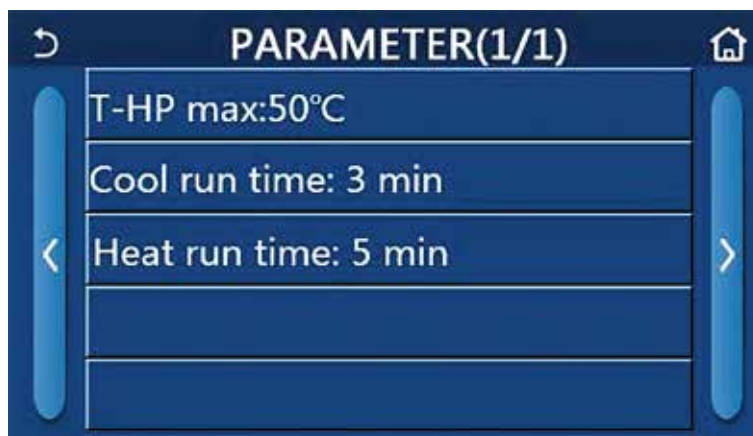 PARAMETER(1/1)
T-HP max:50℃
Cool run time: 3 min
Heat run time: 5 min